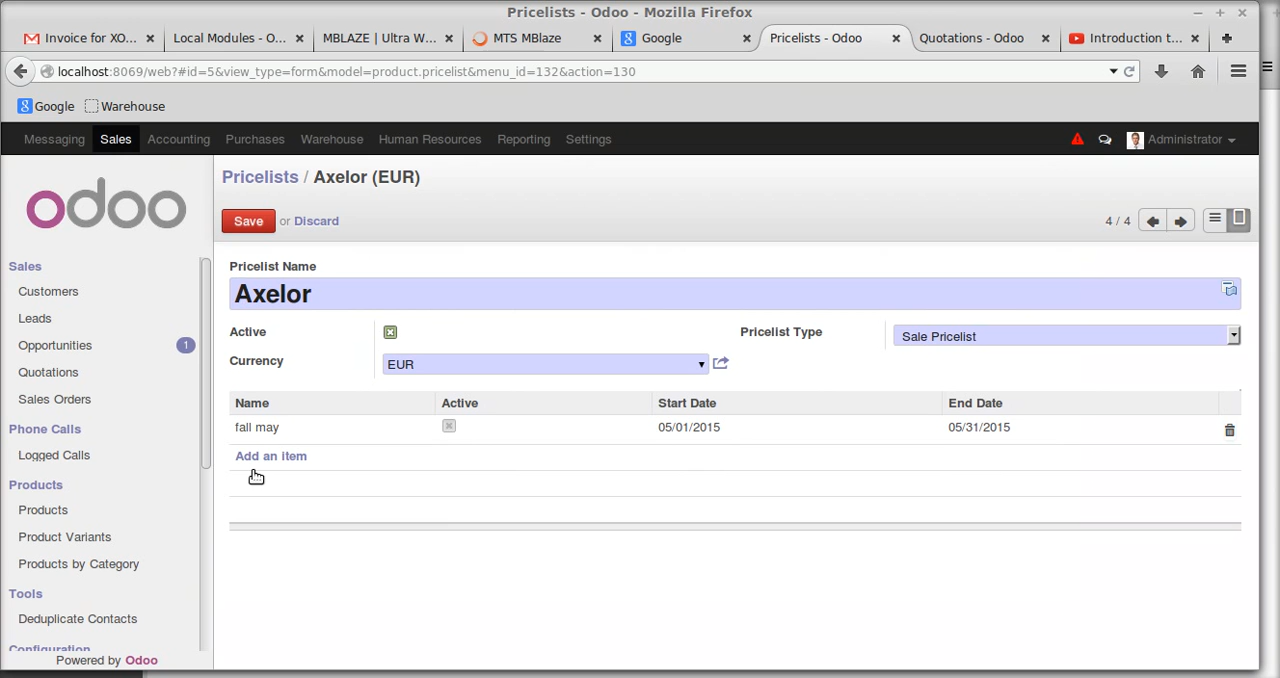 Pricelists - Odoo - Mozilla Firefox
Invoice for XO... Local Modules - O... MBLAZE | Ultra W... MTS MBlaze Google Pricelists - Odoo Quotations - Odoo Introduction t...
localhost:8069/web?#id=5&view_type=form&model=product.pricelist&menu_id=132&action=130
Google Warehouse
Messaging Sales Accounting Purchases Warehouse Human Resources Reporting Settings Administrator
odoo
Pricelists / Axelor (EUR)
Save or Discard 4 / 4
Sales
Customers
Leads
Opportunities 1
Quotations
Sales Orders
Phone Calls
Logged Calls
Products
Products
Product Variants
Products by Category
Tools
Deduplicate Contacts
Configuration
Powered by Odoo
Pricelist Name
Axelor
Active Pricelist Type Sale Pricelist
Currency EUR
Name Active Start Date End Date
fall may 05/01/2015 05/31/2015
Add an item